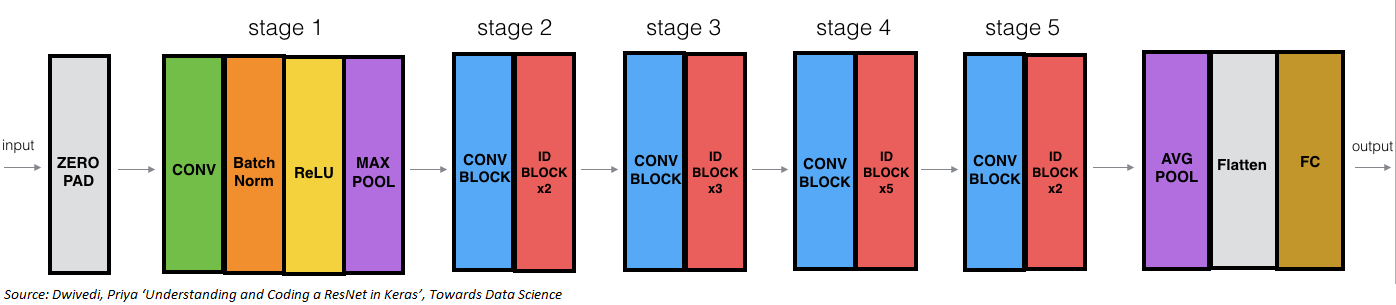 stage 1
stage 2
stage 3
stage 4
stage 5
input
ZERO
PAD
CONV
Batch
Norm
ReLU
MAX
POOL
CONV
BLOCK
ID
BLOCK
x2
CONV
BLOCK
ID
BLOCK
x3
CONV
BLOCK
ID
BLOCK
x5
CONV
BLOCK
ID
BLOCK
x2
AVG
POOL
Flatten
FC
output
Source: Dwivedi, Priya ‘Understanding and Coding a ResNet in Keras’, Towards Data Science